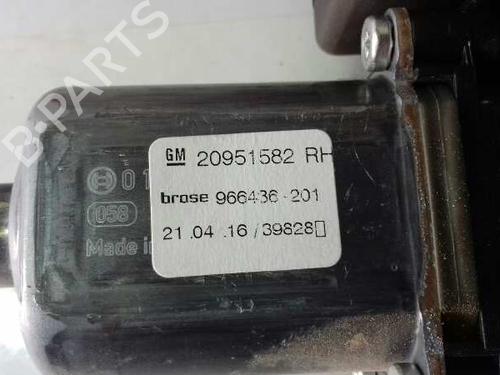 B-PARTS
GM 20951582 RH
brose 966436-201
21.04.16/39828
058
Made in